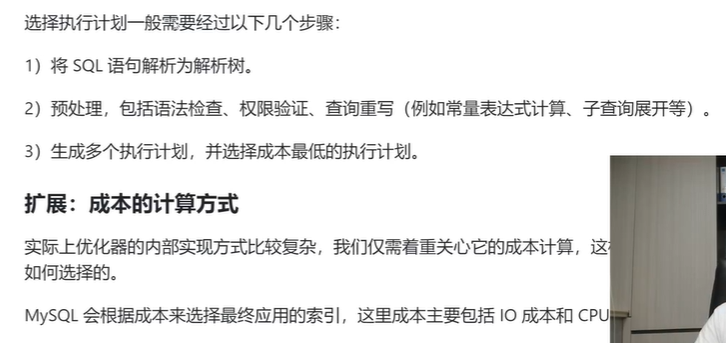 选择执行计划一般需要经过以下几个步骤：
1）将 SQL 语句解析为解析树。
2）预处理，包括语法检查、权限验证、查询重写（例如常量表达式计算、子查询展开等）。
3）生成多个执行计划，并选择成本最低的执行计划。
扩展：成本的计算方式
实际上优化器的内部实现方式比较复杂，我们仅需着重关心它的成本计算，这
如何选择的。
MySQL 会根据成本来选择最终应用的索引，这里成本主要包括 IO 成本和 CPU